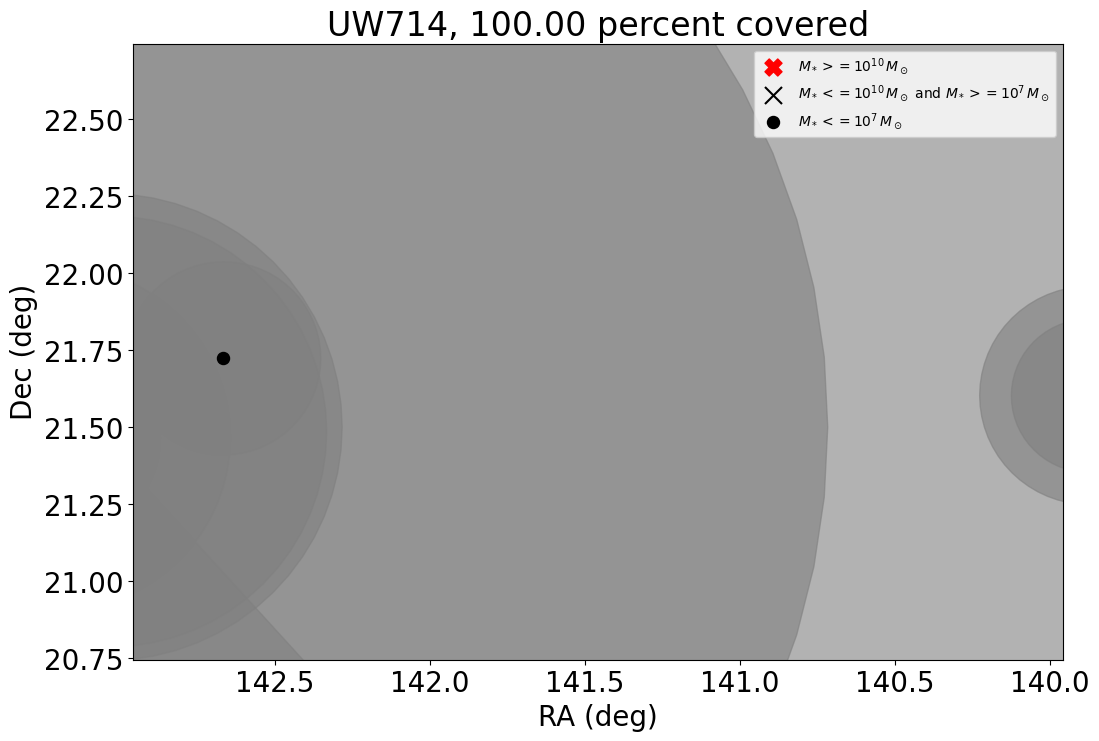 UW714, 100.00 percent covered
M* >= 10^10 M⊙
M* <= 10^10 M⊙ and M* >= 10^7 M⊙
M* <= 10^7 M⊙
Dec (deg)
22.50
22.25
22.00
21.75
21.50
21.25
21.00
20.75
142.5 142.0 141.5 141.0 140.5 140.0
RA (deg)